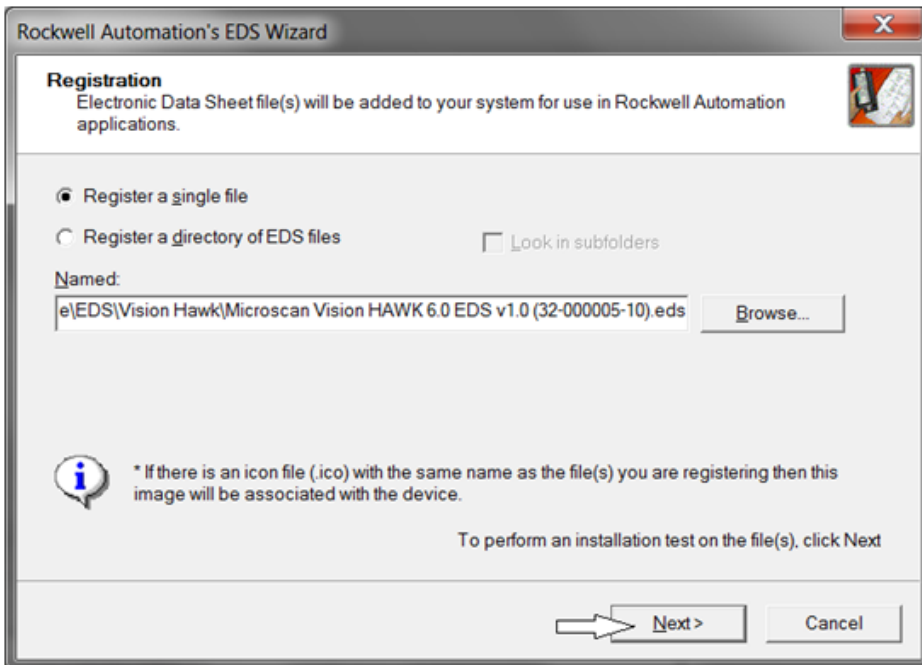 Rockwell Automation's EDS Wizard
Registration
Electronic Data Sheet file(s) will be added to your system for use in Rockwell Automation
applications.
Register a single file
Register a directory of EDS files
Look in subfolders
Named:
e\EDS\Vision Hawk\Microscan Vision HAWK 6.0 EDS v1.0 (32-000005-10).eds
Browse...
* If there is an icon file (.ico) with the same name as the file(s) you are registering then this
image will be associated with the device.
To perform an installation test on the file(s), click Next
Next >
Cancel